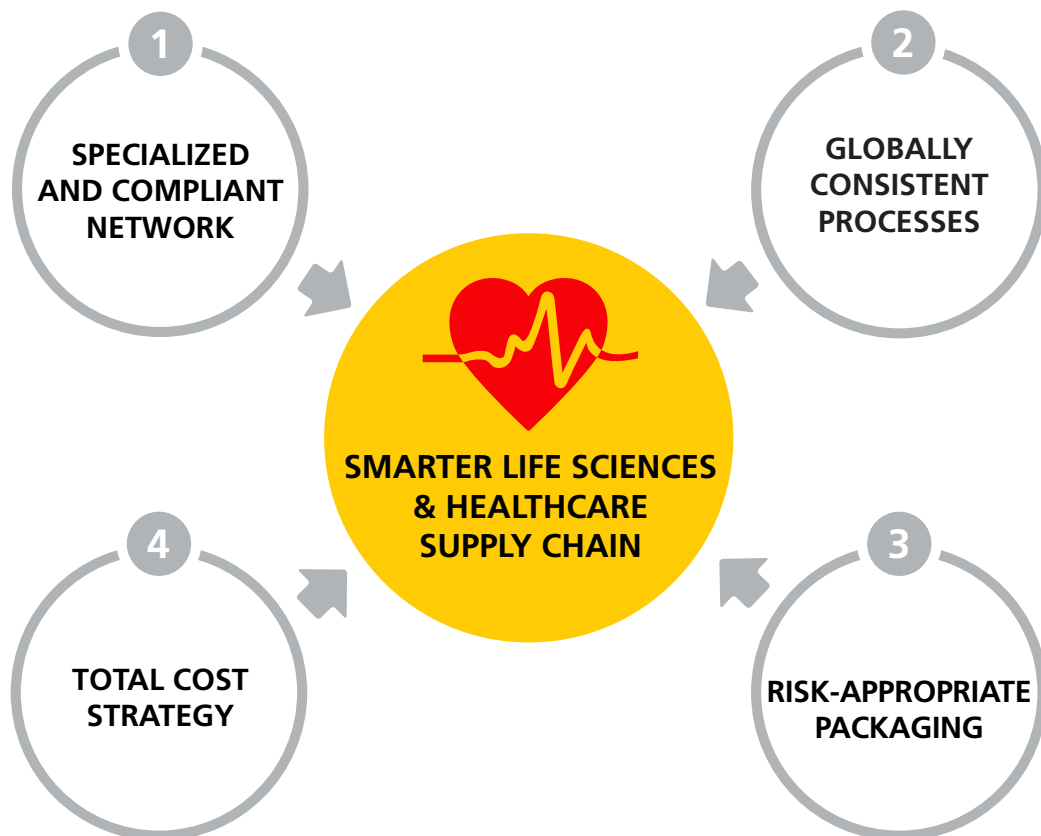 1
SPECIALIZED
AND COMPLIANT
NETWORK
2
GLOBALLY
CONSISTENT
PROCESSES
SMARTER LIFE SCIENCES
& HEALTHCARE
SUPPLY CHAIN
4
TOTAL COST
STRATEGY
3
RISK-APPROPRIATE
PACKAGING